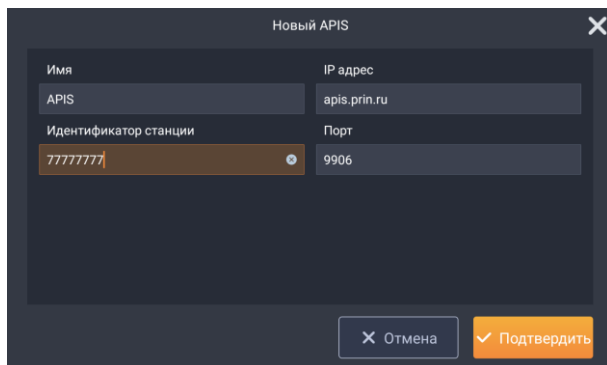 Новый APIS
Имя
IP адрес
APIS
apis.prin.ru
Идентификатор станции
Порт
77777777
9906
Отмена
Подтвердить